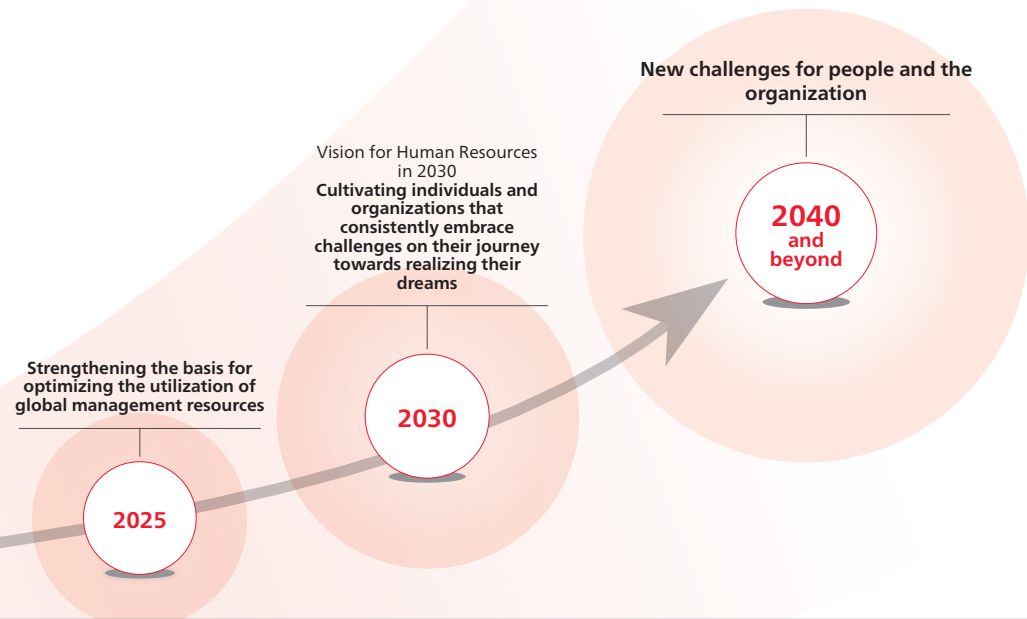 New challenges for people and the
organization
2040
and
beyond
Vision for Human Resources
in 2030
Cultivating individuals and
organizations that
consistently embrace
challenges on their journey
towards realizing their
dreams
2030
Strengthening the basis for
optimizing the utilization of
global management resources
2025